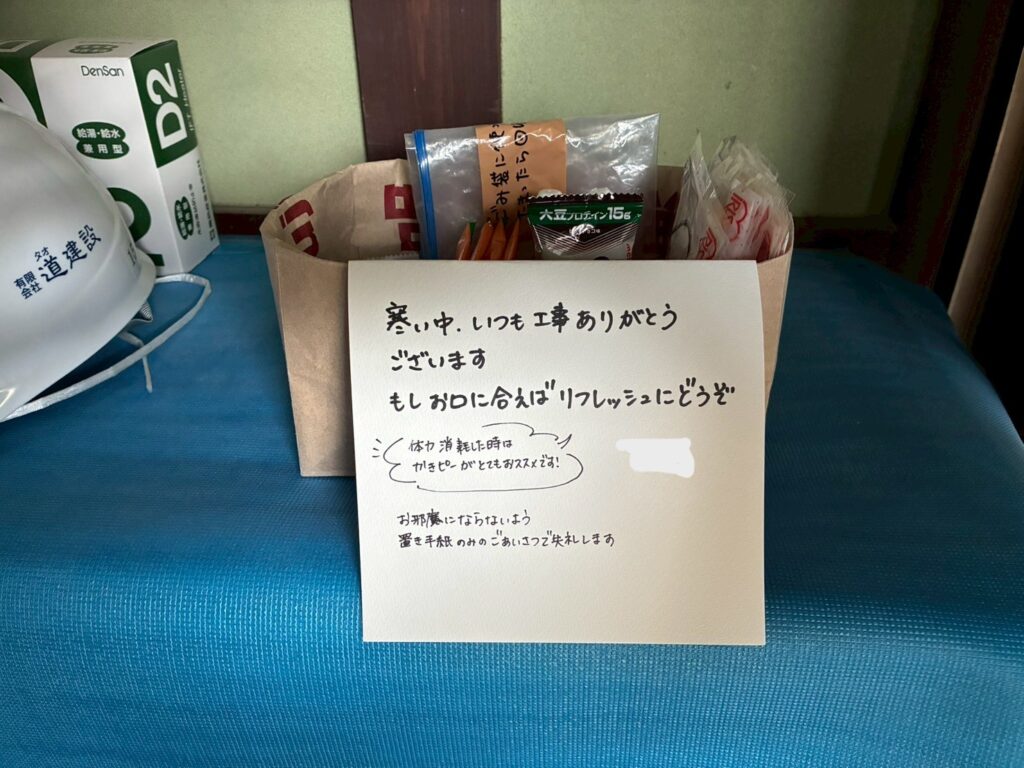 DenSan
給湯・給水
兼用型
D2
有限
会社
道建設
大豆プロテイン15g
寒い中、いつも工事ありがとう
ございます
もしお口に合えばリフレッシュにどうぞ
体力消耗した時は
かきピーがとてもおススメです!
お邪魔にならないよう
置き手紙のみのごあいさつで失礼します